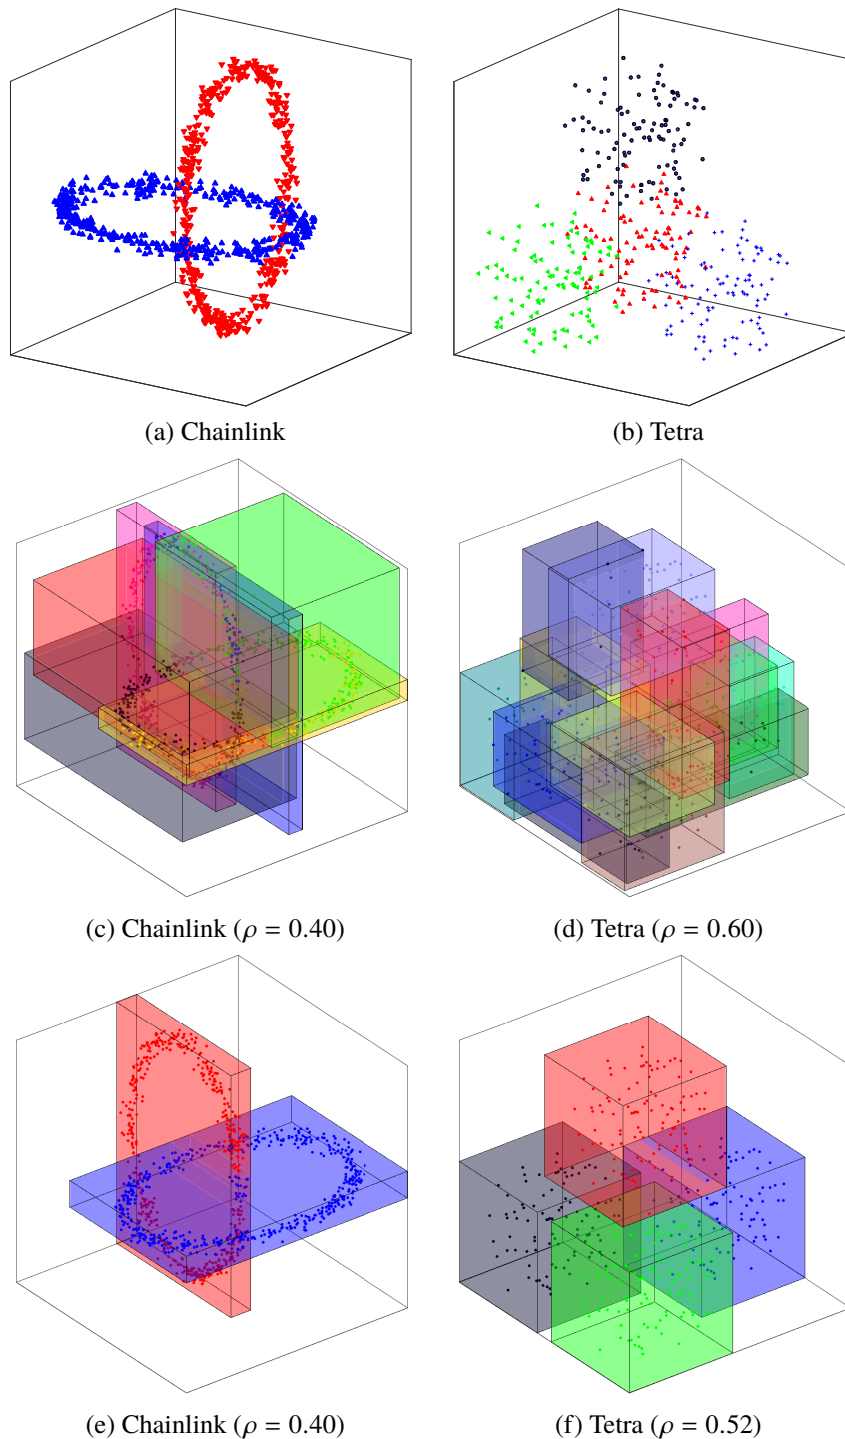 (a) Chainlink
(b) Tetra
(c) Chainlink (ρ = 0.40)
(d) Tetra (ρ = 0.60)
(e) Chainlink (ρ = 0.40)
(f) Tetra (ρ = 0.52)